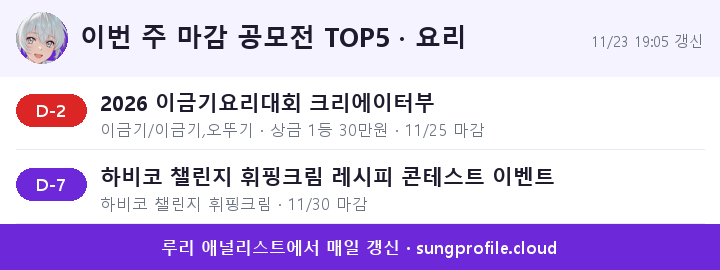 이번 주 마감 공모전 TOP5 · 요리
11/23 19:05 갱신
D-2
2026 이금기요리대회 크리에이터부
이금기/이금기,오뚜기 · 상금 1등 30만원 · 11/25 마감
D-7
하비코 챌린지 휘핑크림 레시피 콘테스트 이벤트
하비코 챌린지 휘핑크림 · 11/30 마감
루리 애널리스트에서 매일 갱신 · sungprofile.cloud